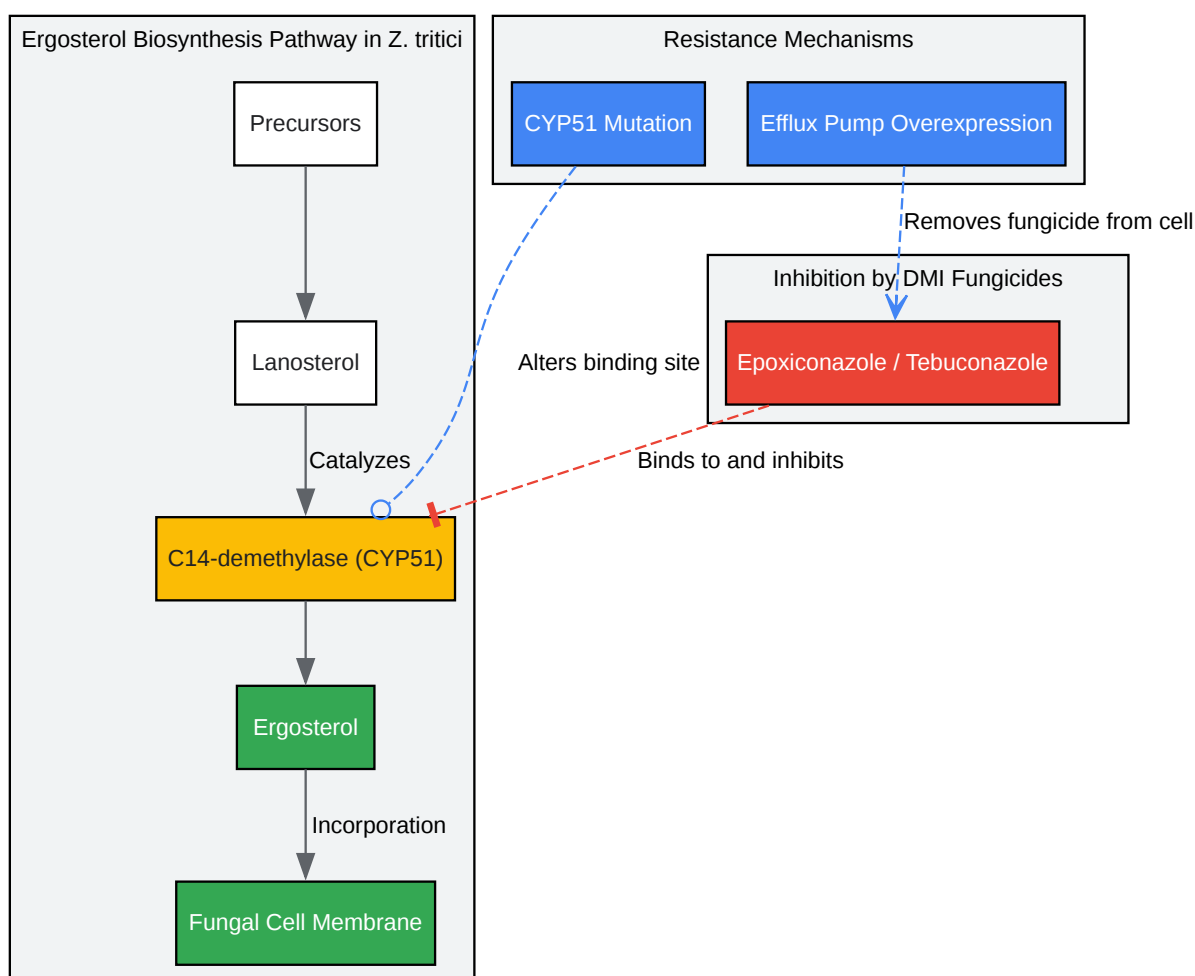 Ergosterol Biosynthesis Pathway in Z. tritici
Resistance Mechanisms
Precursors
CYP51 Mutation
Efflux Pump Overexpression
Removes fungicide from cell
Inhibition by DMI Fungicides
Lanosterol
Alters binding site
Epoxiconazole / Tebuconazole
Catalyzes
Binds to and inhibits
C14-demethylase (CYP51)
Ergosterol
Incorporation
Fungal Cell Membrane